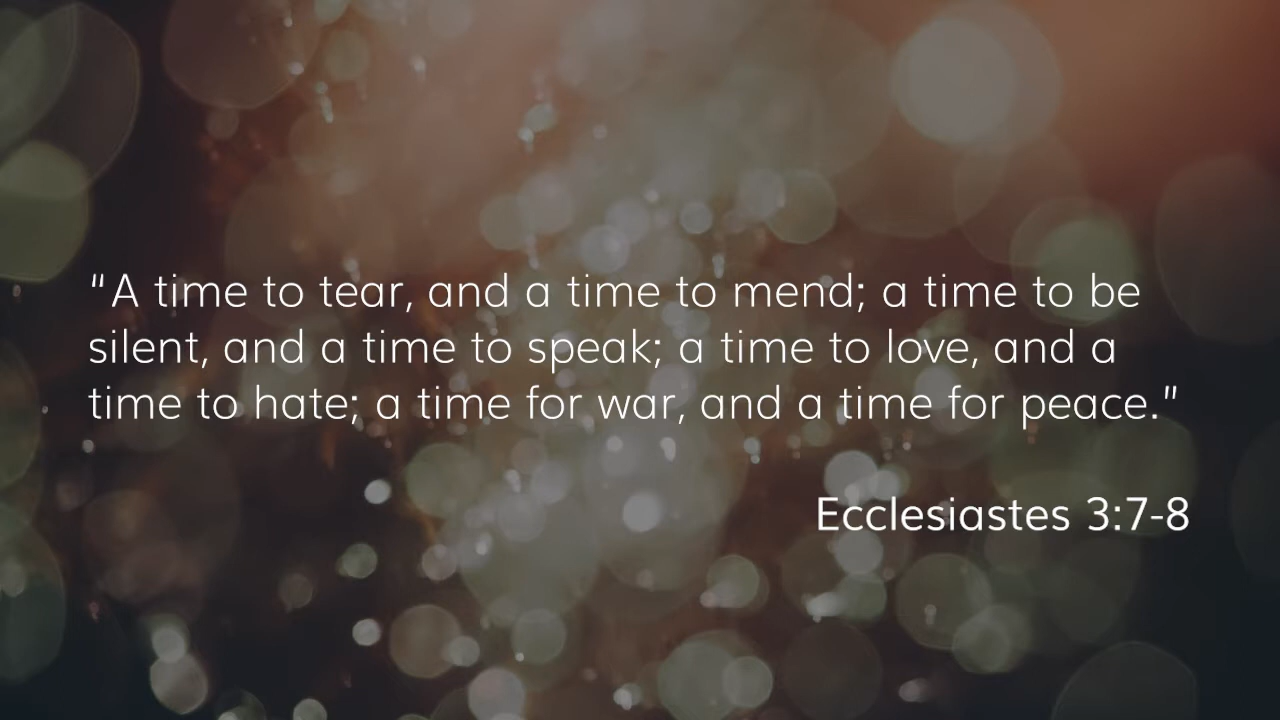 "A time to tear, and a time to mend; a time to be
silent, and a time to speak; a time to love, and a
time to hate; a time for war, and a time for peace."
Ecclesiastes 3:7-8